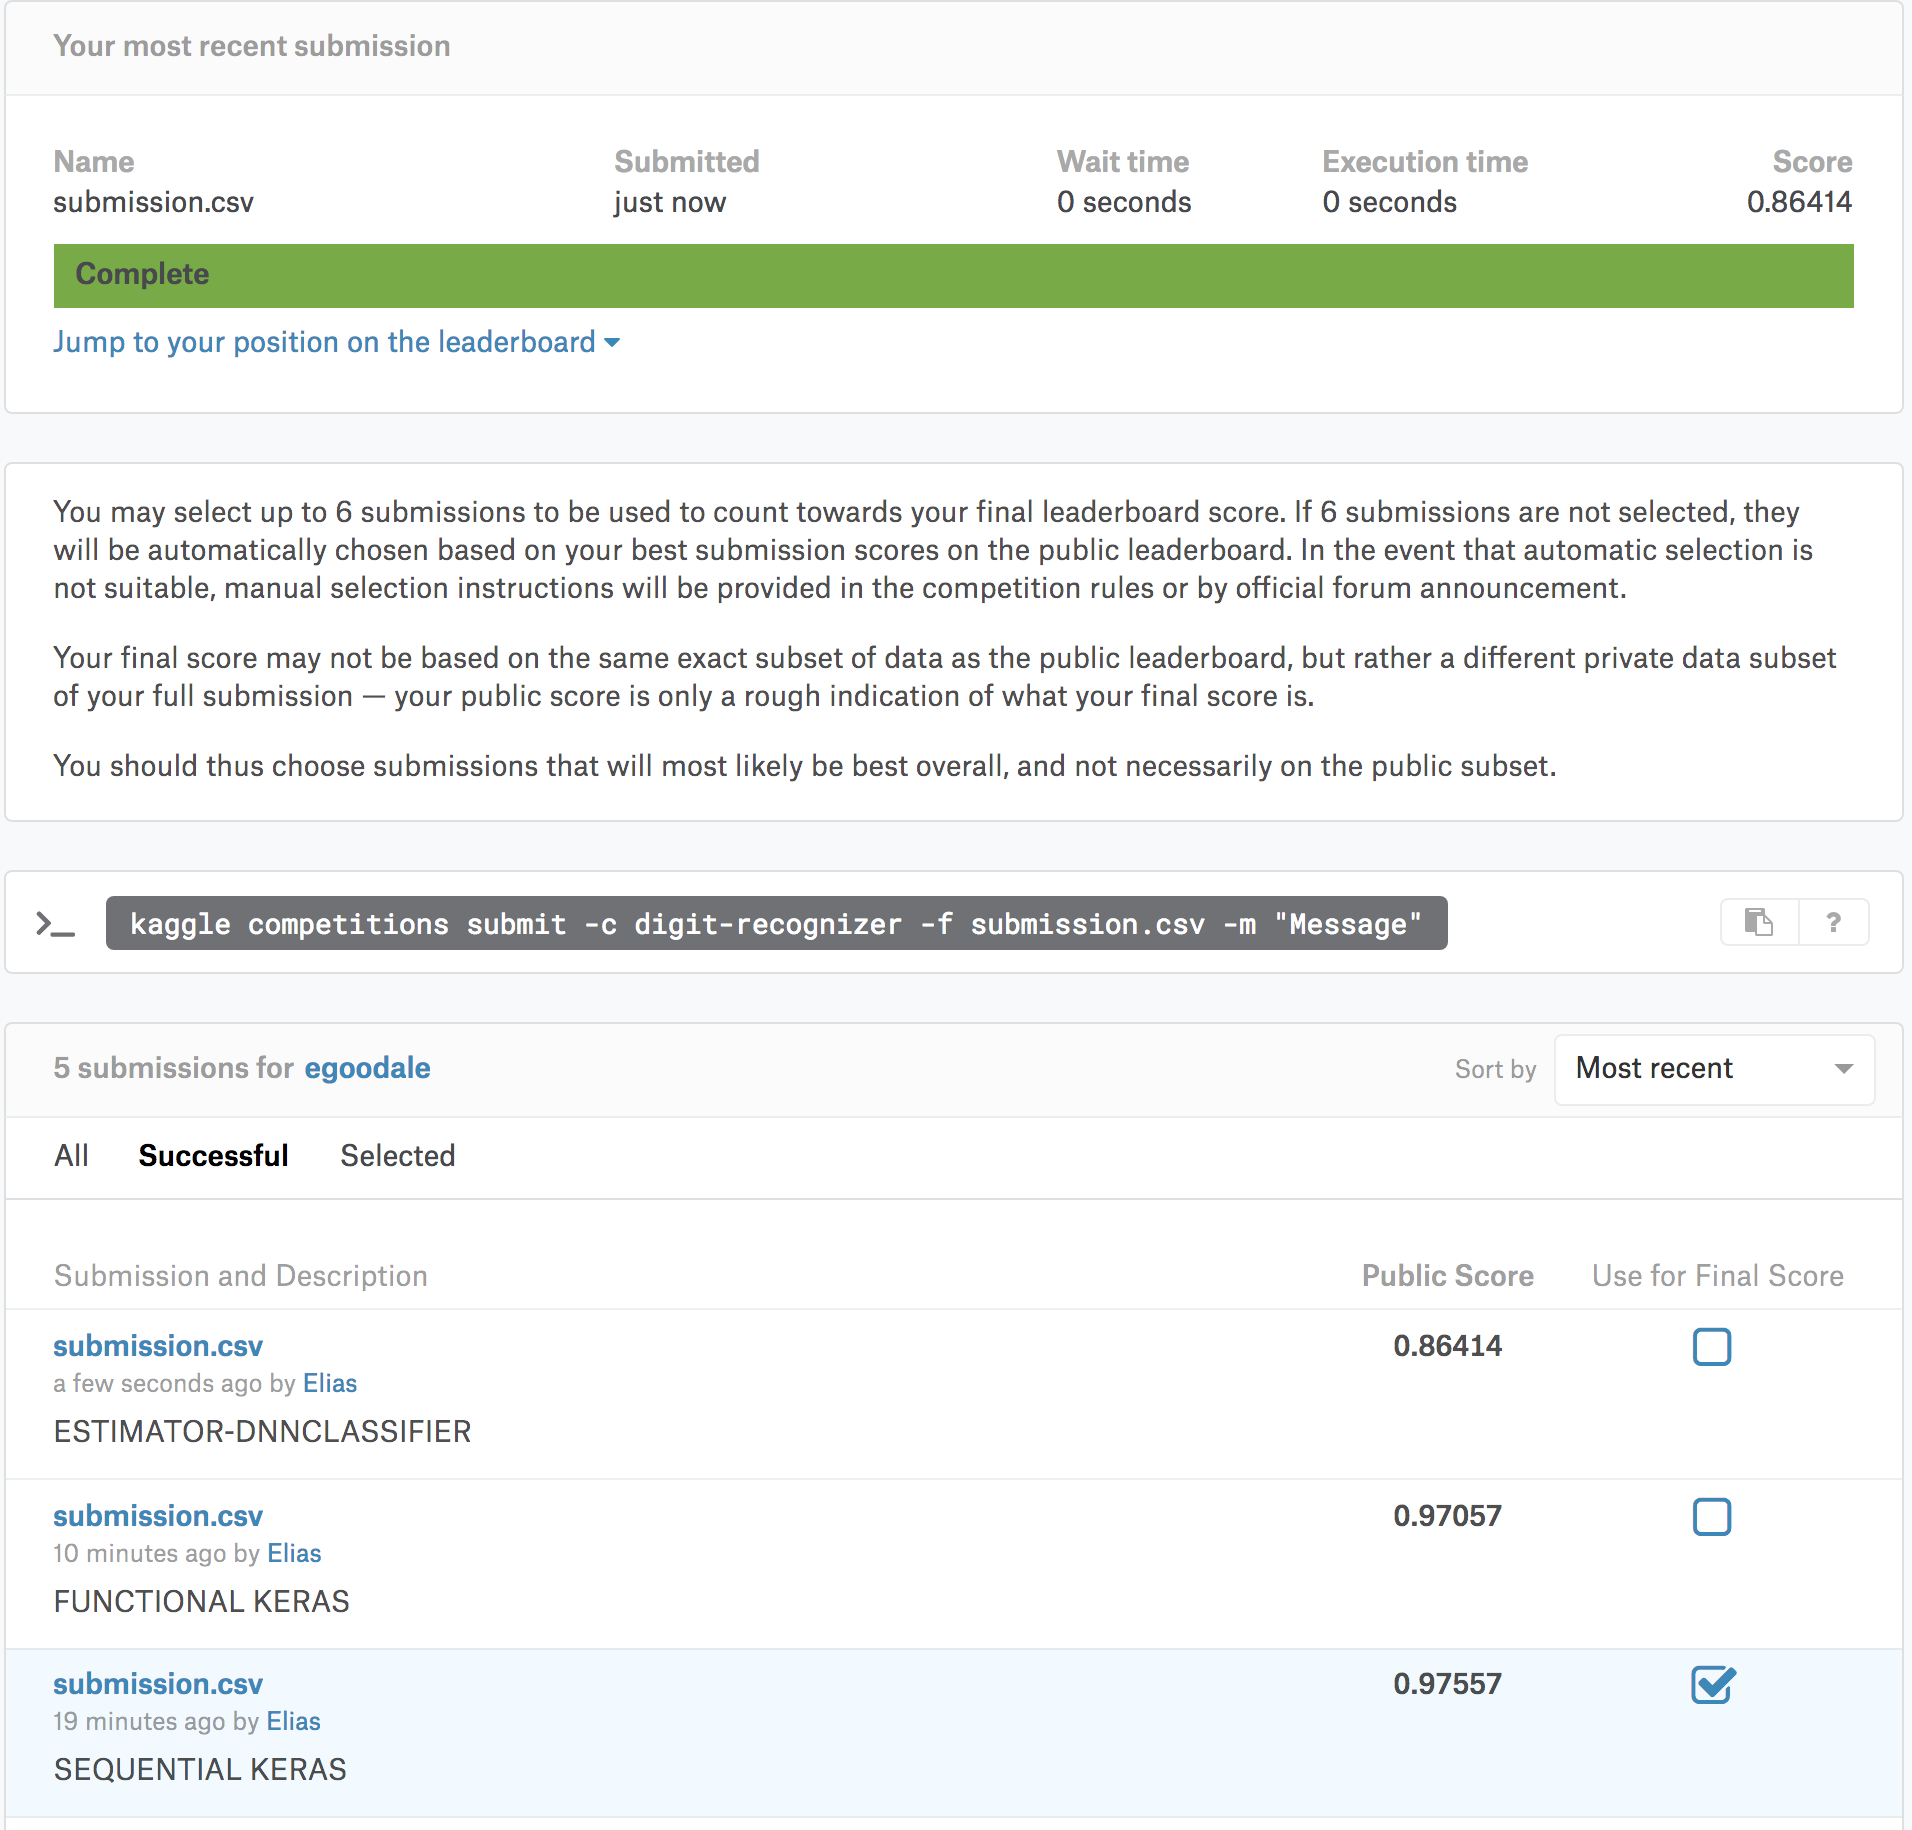 Your most recent submission
Name Submitted Wait time Execution time Score
submission.csv just now 0 seconds 0 seconds 0.86414
Complete
Jump to your position on the leaderboard
You may select up to 6 submissions to be used to count towards your final leaderboard score. If 6 submissions are not selected, they
will be automatically chosen based on your best submission scores on the public leaderboard. In the event that automatic selection is
not suitable, manual selection instructions will be provided in the competition rules or by official forum announcement.
Your final score may not be based on the same exact subset of data as the public leaderboard, but rather a different private data subset
of your full submission — your public score is only a rough indication of what your final score is.
You should thus choose submissions that will most likely be best overall, and not necessarily on the public subset.
>_ kaggle competitions submit -c digit-recognizer -f submission.csv -m "Message" ?
5 submissions for egoodale Sort by Most recent
All Successful Selected
Submission and Description Public Score Use for Final Score
submission.csv 0.86414
a few seconds ago by Elias
ESTIMATOR-DNNCLASSIFIER
submission.csv 0.97057
10 minutes ago by Elias
FUNCTIONAL KERAS
submission.csv 0.97557
19 minutes ago by Elias
SEQUENTIAL KERAS